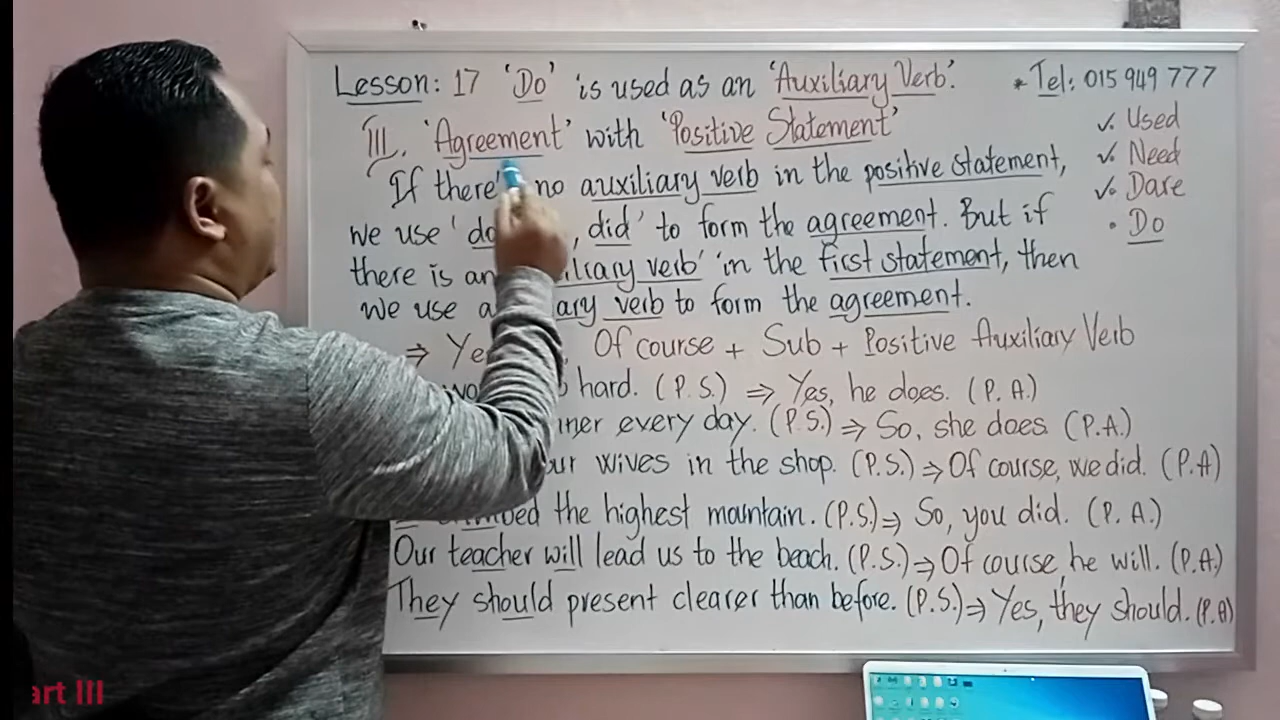 Lesson: 17 'Do' is used as an 'Auxiliary Verb'.
* Tel: 015 949 777
III. 'Agreement' with 'Positive Statement'
If there no auxiliary verb in the positive statement,
we use 'do , did' to form the agreement. But if
there is an verb' in the first statement, then
we use verb to form the agreement.
⇒ Of course + Sub + Positive Auxiliary Verb
hard. (P.S.) ⇒ Yes, he does. (P. A.)
every day. (P.S.) ⇒ So, she does (P.A.)
wives in the shop. (P.S.) ⇒ Of course, we did. (P.A)
the highest mountain. (P.S.) ⇒ So, you did. (P. A.)
Our teacher will lead us to the beach. (P.S.) ⇒ Of course, he will. (P.A.)
They should present clearer than before. (P.S.) ⇒ Yes, they should. (P.A)
✓ Used
✓ Need
✓ Dare
• Do
art III